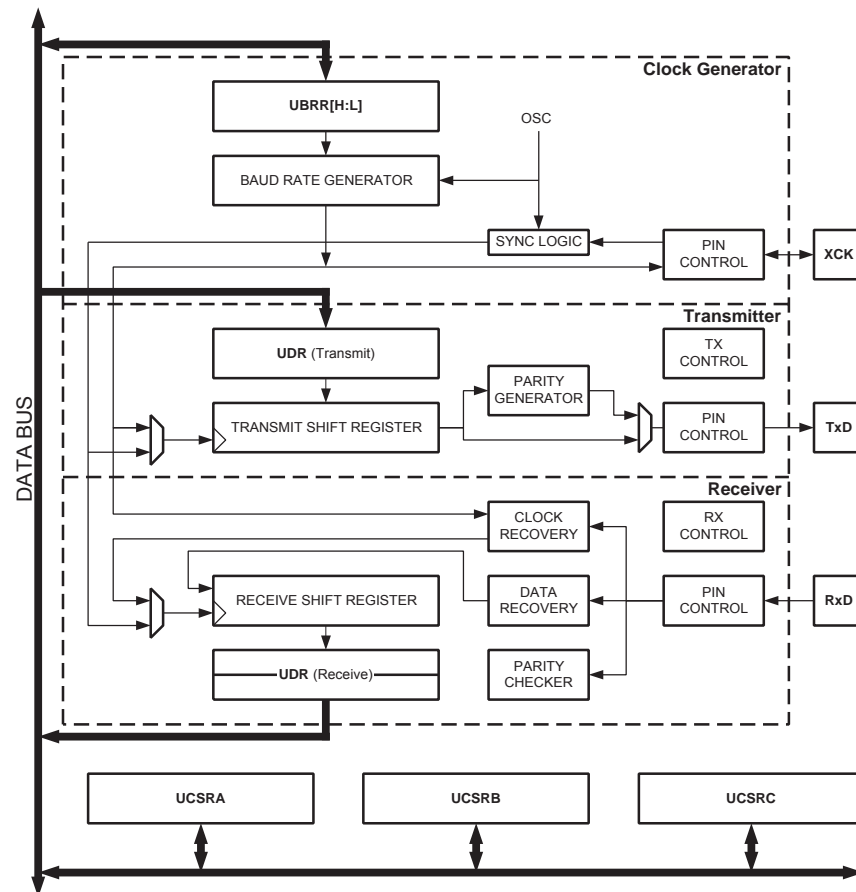 Clock Generator
UBRR[H:L]
OSC
BAUD RATE GENERATOR
SYNC LOGIC
PIN
CONTROL
XCK
Transmitter
UDR (Transmit)
TX
CONTROL
PARITY
GENERATOR
TRANSMIT SHIFT REGISTER
PIN
CONTROL
TxD
DATA BUS
Receiver
CLOCK
RECOVERY
RX
CONTROL
RECEIVE SHIFT REGISTER
DATA
RECOVERY
PIN
CONTROL
RxD
UDR (Receive)
PARITY
CHECKER
UCSRA
UCSRB
UCSRC